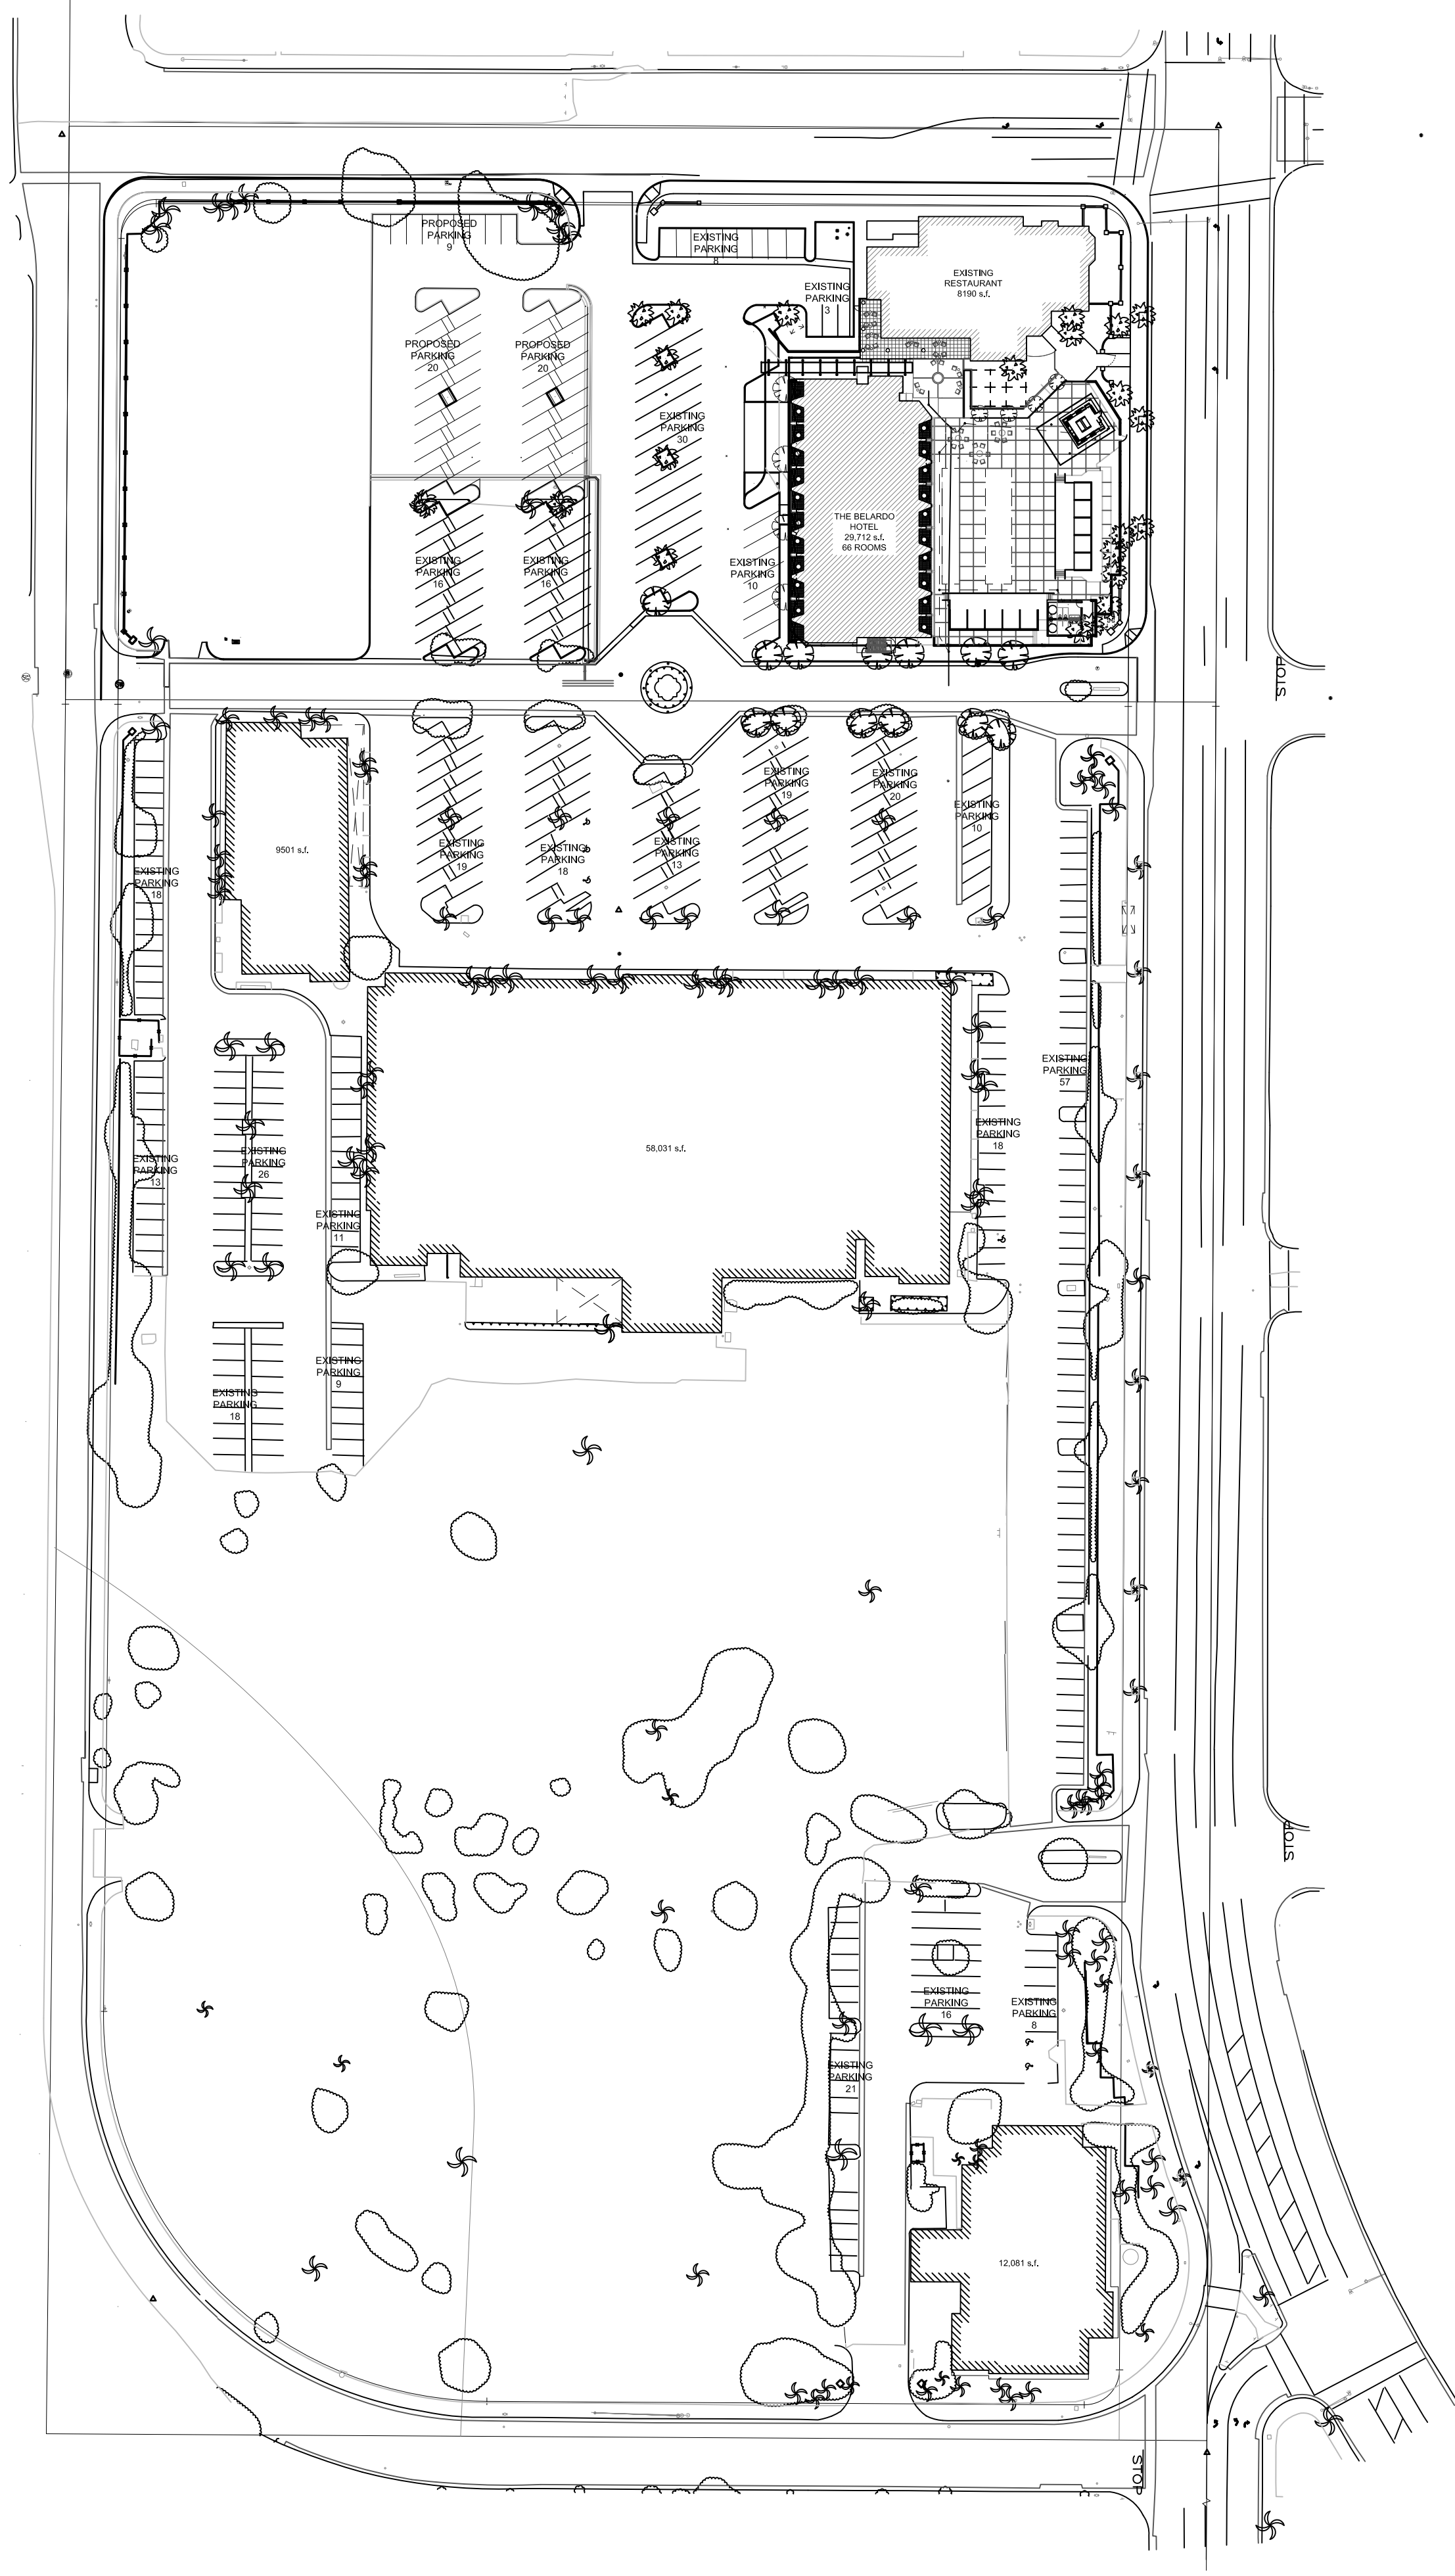 PROPOSED
PARKING
9
EXISTING
PARKING
8
EXISTING
RESTAURANT
8190 s.f.
EXISTING
PARKING
3
PROPOSED
PARKING
20
PROPOSED
PARKING
20
EXISTING
PARKING
30
THE BELARDO
HOTEL
29,712 s.f.
66 ROOMS
EXISTING
PARKING
16
EXISTING
PARKING
16
EXISTING
PARKING
10
STOP
EXISTING
PARKING
19
EXISTING
PARKING
20
EXISTING
PARKING
10
9501 s.f.
EXISTING
PARKING
19
EXISTING
PARKING
18
EXISTING
PARKING
13
EXISTING
PARKING
18
EXISTING
PARKING
57
EXISTING
PARKING
18
58,031 s.f.
EXISTING
PARKING
13
EXISTING
PARKING
26
EXISTING
PARKING
11
EXISTING
PARKING
9
EXISTING
PARKING
18
STOP
EXISTING
PARKING
16
EXISTING
PARKING
8
EXISTING
PARKING
21
12,081 s.f.
STOP